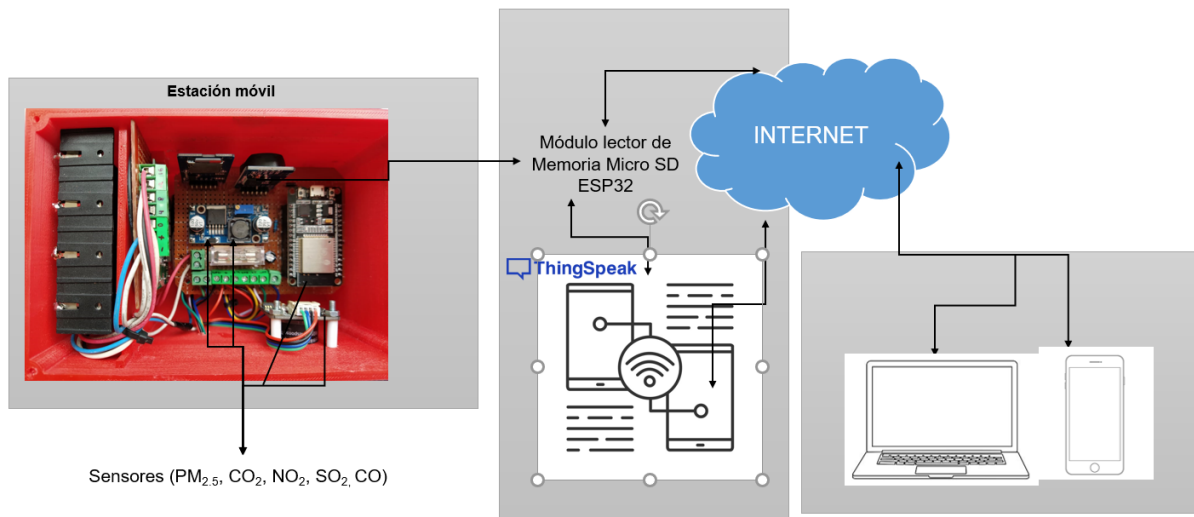 Estación móvil
Módulo lector de
Memoria Micro SD
ESP32
INTERNET
ThingSpeak
Sensores (PM₂.₅, CO₂, NO₂, SO₂, CO)